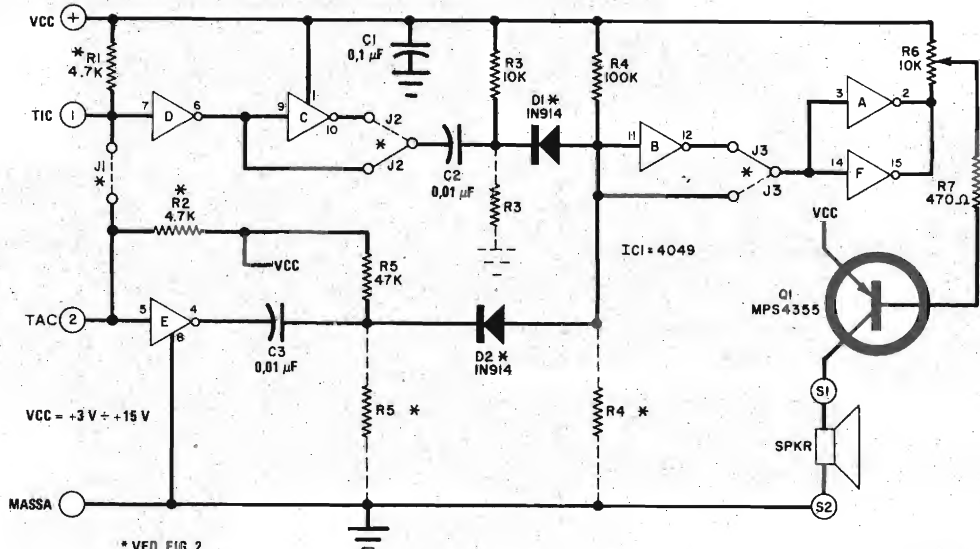 VCC +
* R1 4.7K
TIC 1
7 D 6
9 C 10
1
C1 0,1 µF
J2
*
J2
C2 0,01 µF
R3 10K
D1 * 1N914
R4 100K
R3
11 B 12
J3
*
J3
3 A 2
14 F 15
R6 10K
R7 470Ω
IC1 = 4049
J1 *
* R2 4.7K
VCC
R5 47K
TAC 2
5 E 4
8
C3 0,01 µF
D2 * 1N914
VCC
Q1 MPS4355
R5 *
R4 *
VCC = +3 V ÷ +15 V
S1
SPKR
S2
MASSA
* VED. FIG. 2